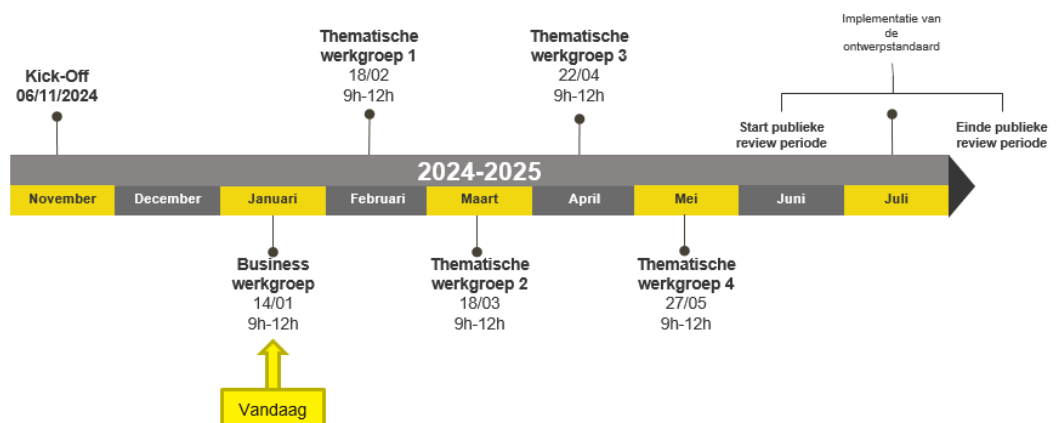 Implementatie van
de
ontwerpstandaard
Kick-Off
06/11/2024
Thematische
werkgroep 1
18/02
9h-12h
Thematische
werkgroep 3
22/04
9h-12h
Start publieke
review periode
Einde publieke
review periode
2024-2025
November
December
Januari
Februari
Maart
April
Mei
Juni
Juli
Business
werkgroep
14/01
9h-12h
Thematische
werkgroep 2
18/03
9h-12h
Thematische
werkgroep 4
27/05
9h-12h
Vandaag